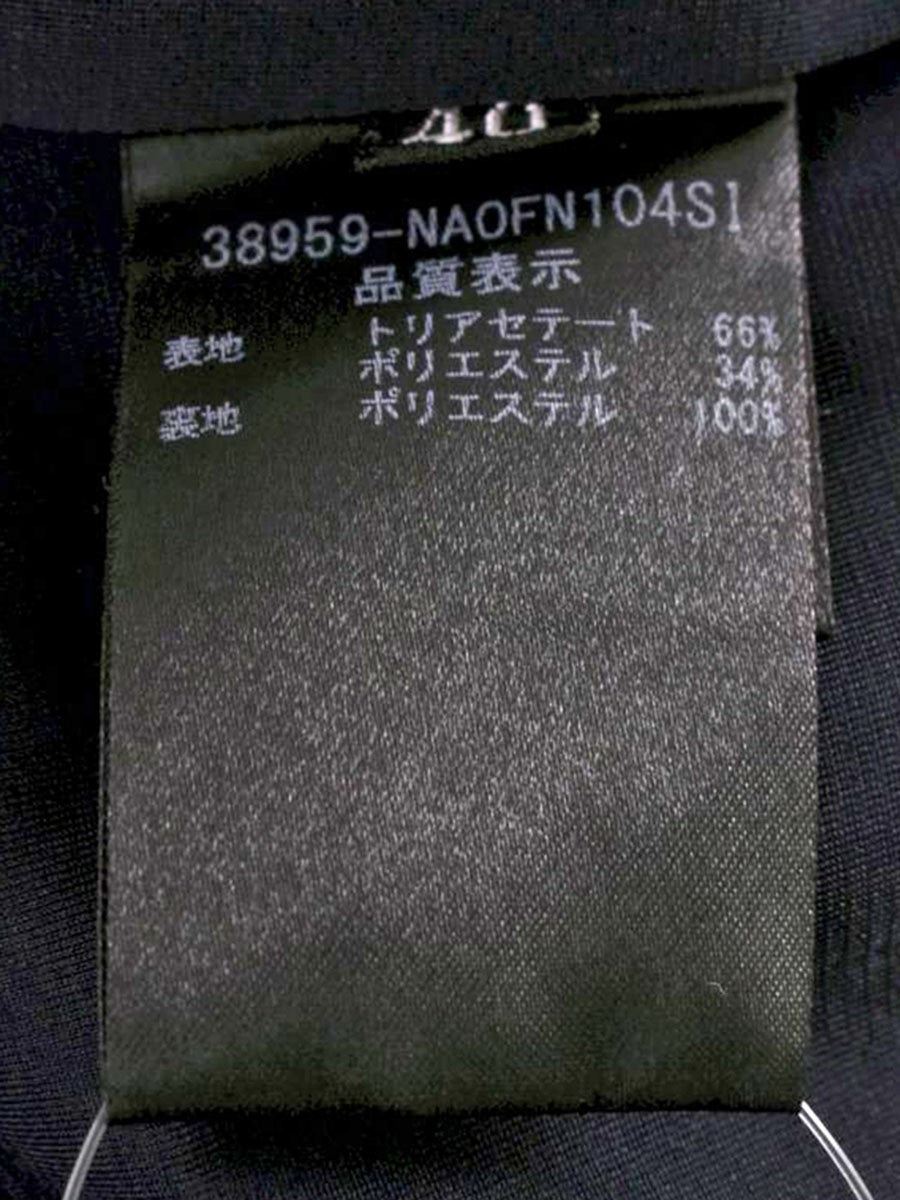 40
38959-NAOFN104SI
品質表示
表地 トリアセテート 66%
ポリエステル 34%
裏地 ポリエステル 100%